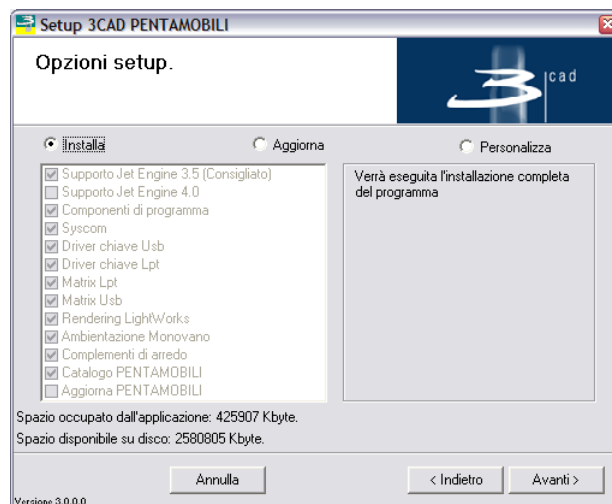 Setup 3CAD PENTAMOBILI
Opzioni setup.
3cad
Installa
Aggiorna
Personalizza
Supporto Jet Engine 3.5 (Consigliato)
Supporto Jet Engine 4.0
Componenti di programma
Syscom
Driver chiave Usb
Driver chiave Lpt
Matrix Lpt
Matrix Usb
Rendering LightWorks
Ambientazione Monovano
Complementi di arredo
Catalogo PENTAMOBILI
Aggiorna PENTAMOBILI
Verrà eseguita l'installazione completa
del programma
Spazio occupato dall'applicazione: 425907 Kbyte.
Spazio disponibile su disco: 2580805 Kbyte.
Annulla
< Indietro
Avanti >
Versione 3.0.0.0